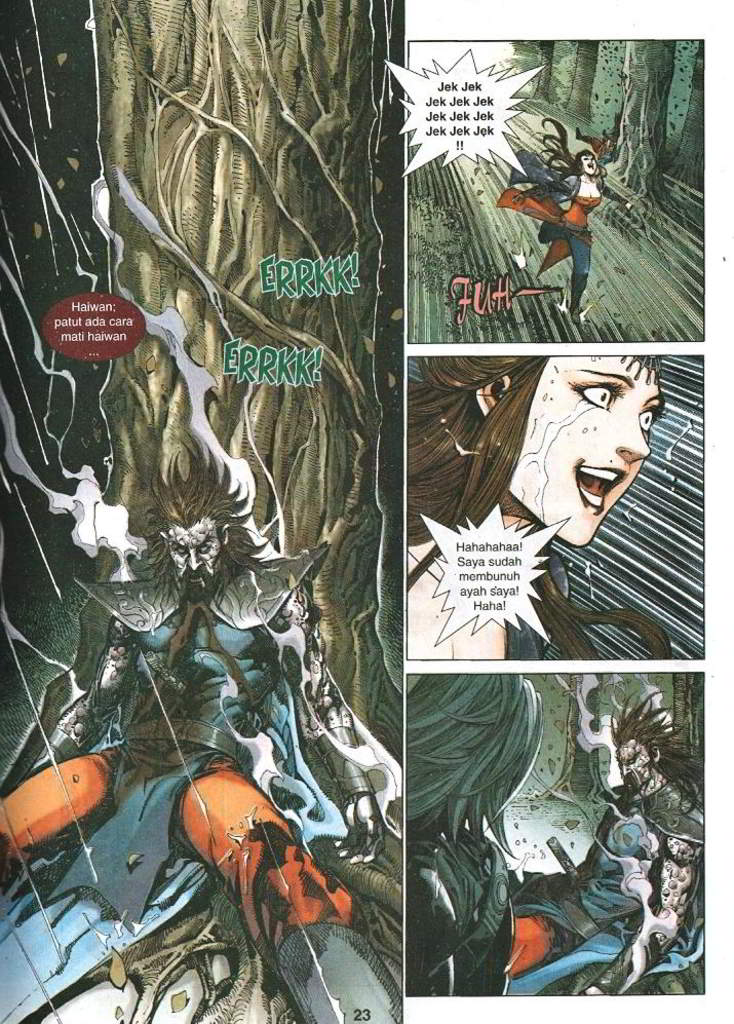 ERRKK!
Haiwan;
patut ada cara
mati haiwan
...
ERRKK!
23
Jek Jek
Jek Jek Jek
Jek Jek Jek
Jek Jek Jek
!!
FUH
Hahahahaa!
Saya sudah
membunuh
ayah saya!
Haha!